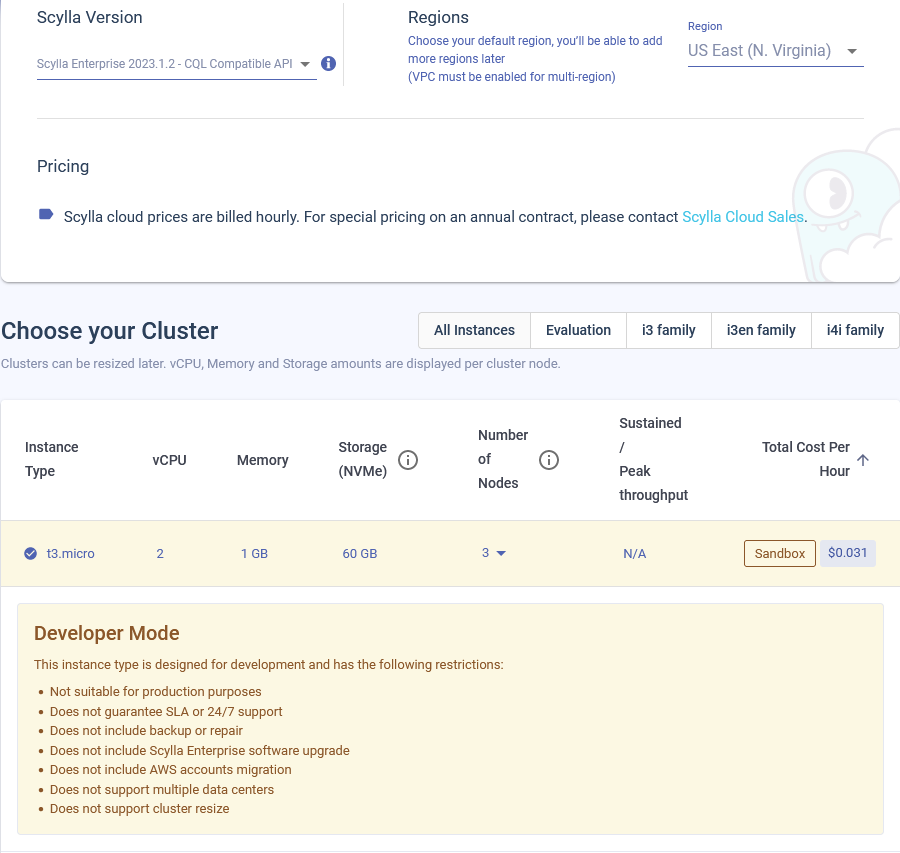 Scylla Version
Scylla Enterprise 2023.1.2 - CQL Compatible API
Regions
Choose your default region, you'll be able to add
more regions later
(VPC must be enabled for multi-region)
Region
US East (N. Virginia)
Pricing
Scylla cloud prices are billed hourly. For special pricing on an annual contract, please contact Scylla Cloud Sales.
Choose your Cluster
All Instances Evaluation i3 family i3en family i4i family
Clusters can be resized later. vCPU, Memory and Storage amounts are displayed per cluster node.
Instance
Type
vCPU
Memory
Storage
(NVMe)
Number
of
Nodes
Sustained
/
Peak
throughput
Total Cost Per
Hour
t3.micro 2 1 GB 60 GB 3 N/A Sandbox $0.031
Developer Mode
This instance type is designed for development and has the following restrictions:
• Not suitable for production purposes
• Does not guarantee SLA or 24/7 support
• Does not include backup or repair
• Does not include Scylla Enterprise software upgrade
• Does not include AWS accounts migration
• Does not support multiple data centers
• Does not support cluster resize